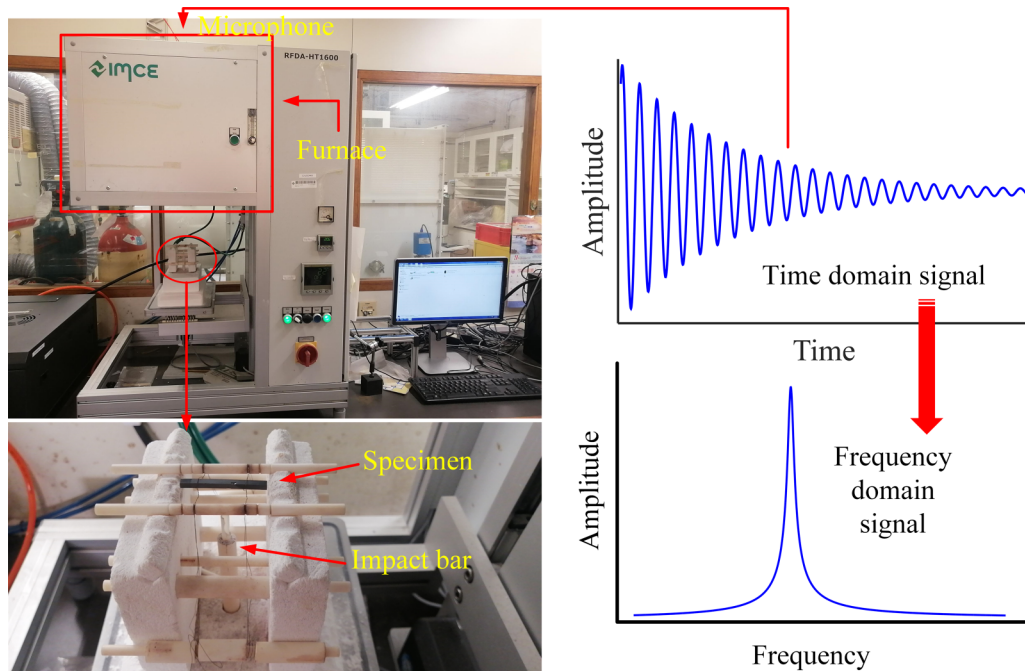 Microphone
IMCE
RFDA-HT1600
Furnace
Specimen
Impact bar
Amplitude
Time domain signal
Time
Amplitude
Frequency
domain
signal
Frequency